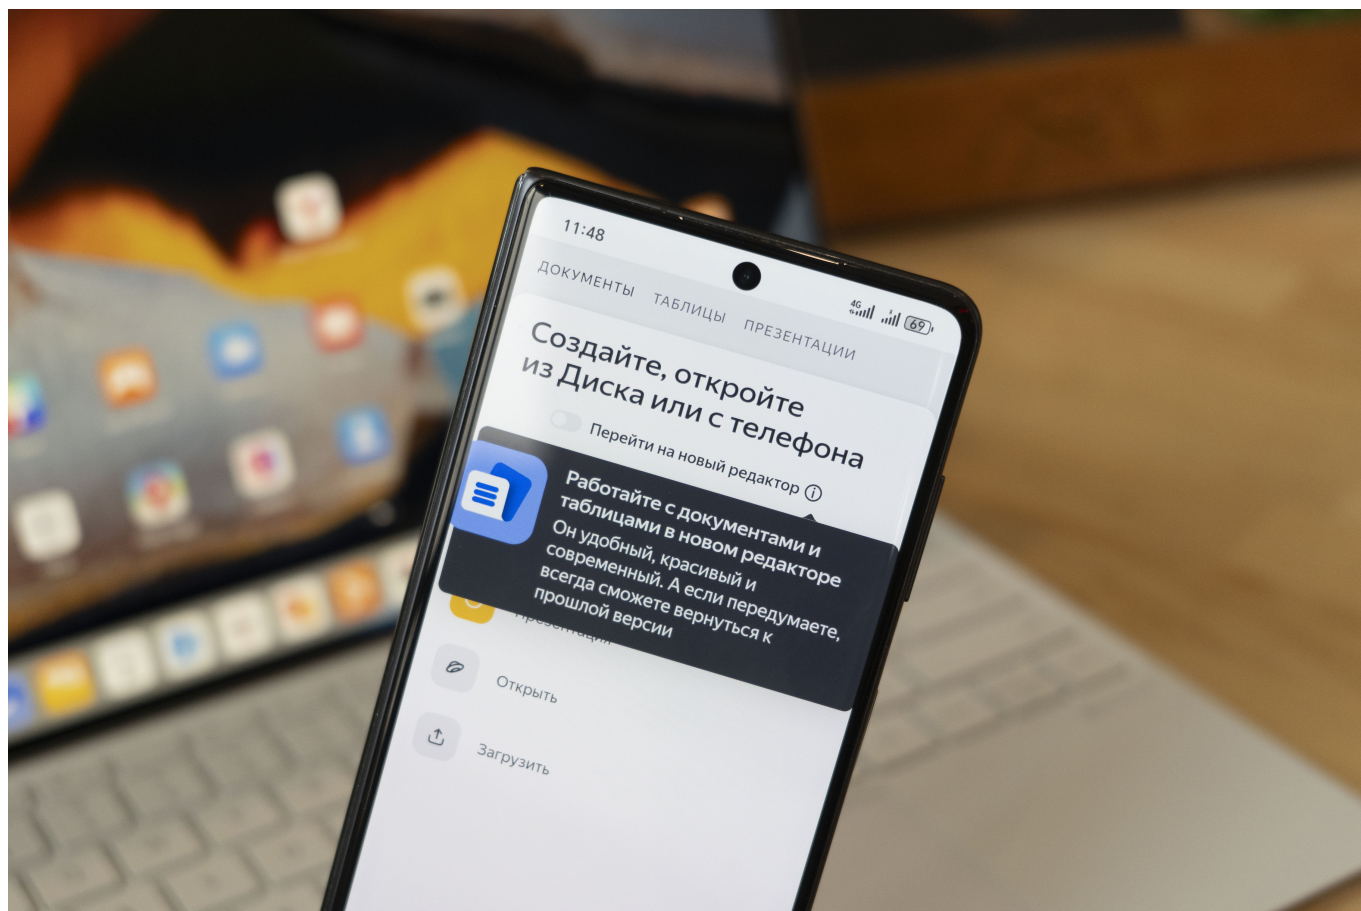 11:48
4G
69
ДОКУМЕНТЫ ТАБЛИЦЫ ПРЕЗЕНТАЦИИ
Создайте, откройте
из Диска или с телефона
Перейти на новый редактор
Работайте с документами и
таблицами в новом редакторе
Он удобный, красивый и
современный. А если передумаете,
всегда сможете вернуться к
прошлой версии
Презентация
Открыть
Загрузить